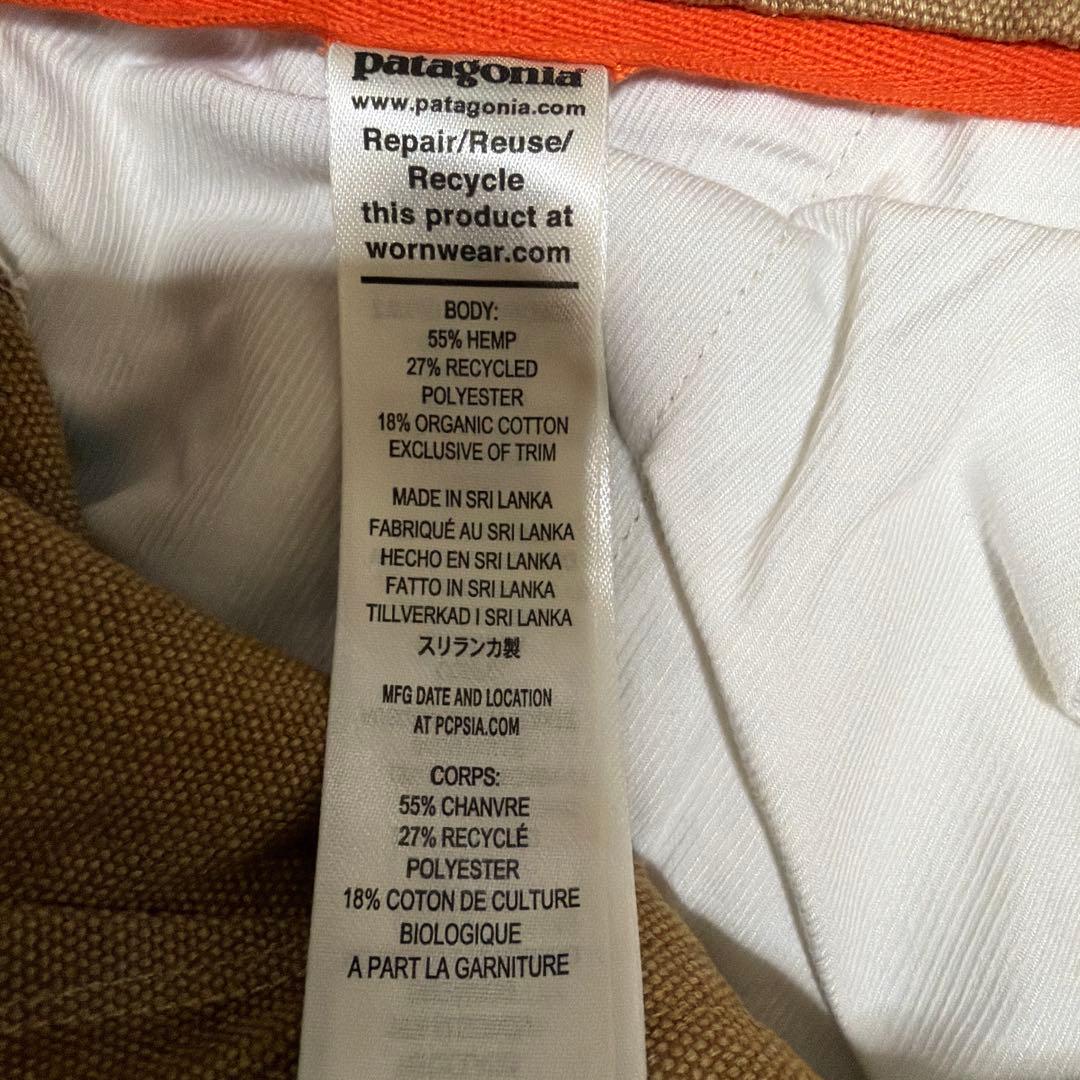 patagonia
www.patagonia.com
Repair/Reuse/
Recycle
this product at
wornwear.com
BODY:
55% HEMP
27% RECYCLED
POLYESTER
18% ORGANIC COTTON
EXCLUSIVE OF TRIM
MADE IN SRI LANKA
FABRIQUÉ AU SRI LANKA
HECHO EN SRI LANKA
FATTO IN SRI LANKA
TILLVERKAD I SRI LANKA
スリランカ製
MFG DATE AND LOCATION
AT PCPSIA.COM
CORPS:
55% CHANVRE
27% RECYCLÉ
POLYESTER
18% COTON DE CULTURE
BIOLOGIQUE
A PART LA GARNITURE